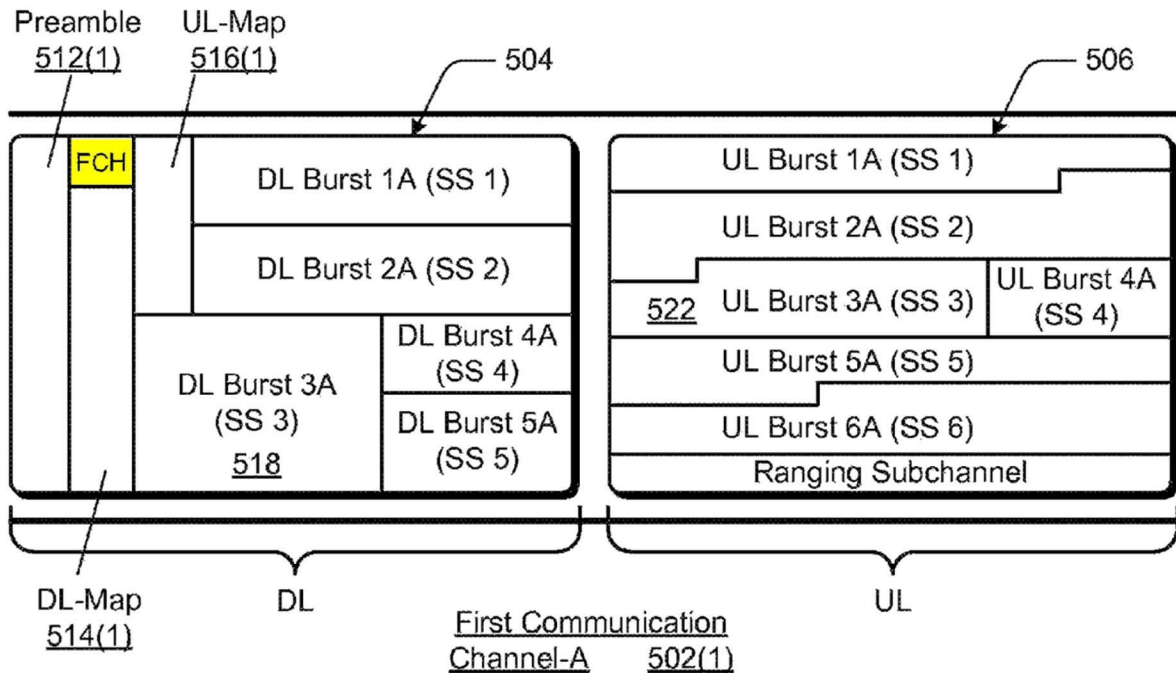 Preamble
512(1)
UL-Map
516(1)
504
506
FCH
DL Burst 1A (SS 1)
DL Burst 2A (SS 2)
DL Burst 3A
(SS 3)
518
DL Burst 4A
(SS 4)
DL Burst 5A
(SS 5)
UL Burst 1A (SS 1)
UL Burst 2A (SS 2)
522
UL Burst 3A (SS 3)
UL Burst 4A
(SS 4)
UL Burst 5A (SS 5)
UL Burst 6A (SS 6)
Ranging Subchannel
DL-Map
514(1)
DL
UL
First Communication
Channel-A 502(1)